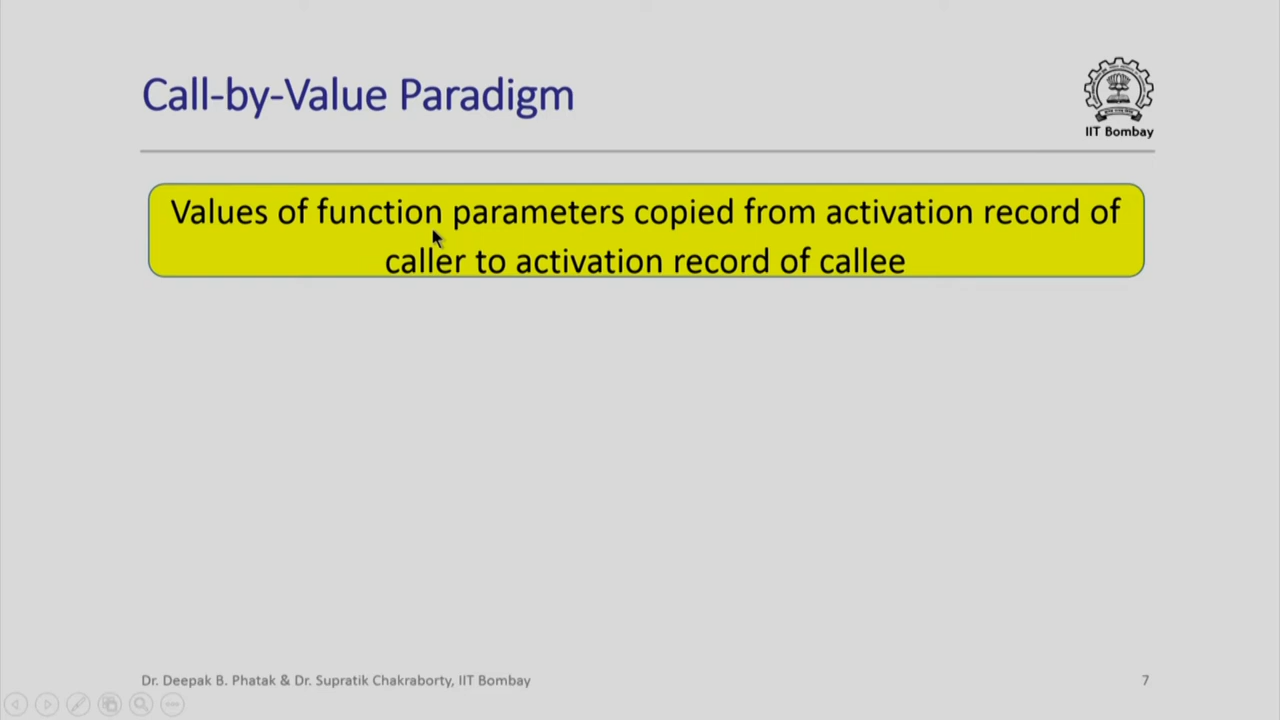 Call-by-Value Paradigm
IIT Bombay
Values of function parameters copied from activation record of
caller to activation record of callee
Dr. Deepak B. Phatak & Dr. Supratik Chakraborty, IIT Bombay
7